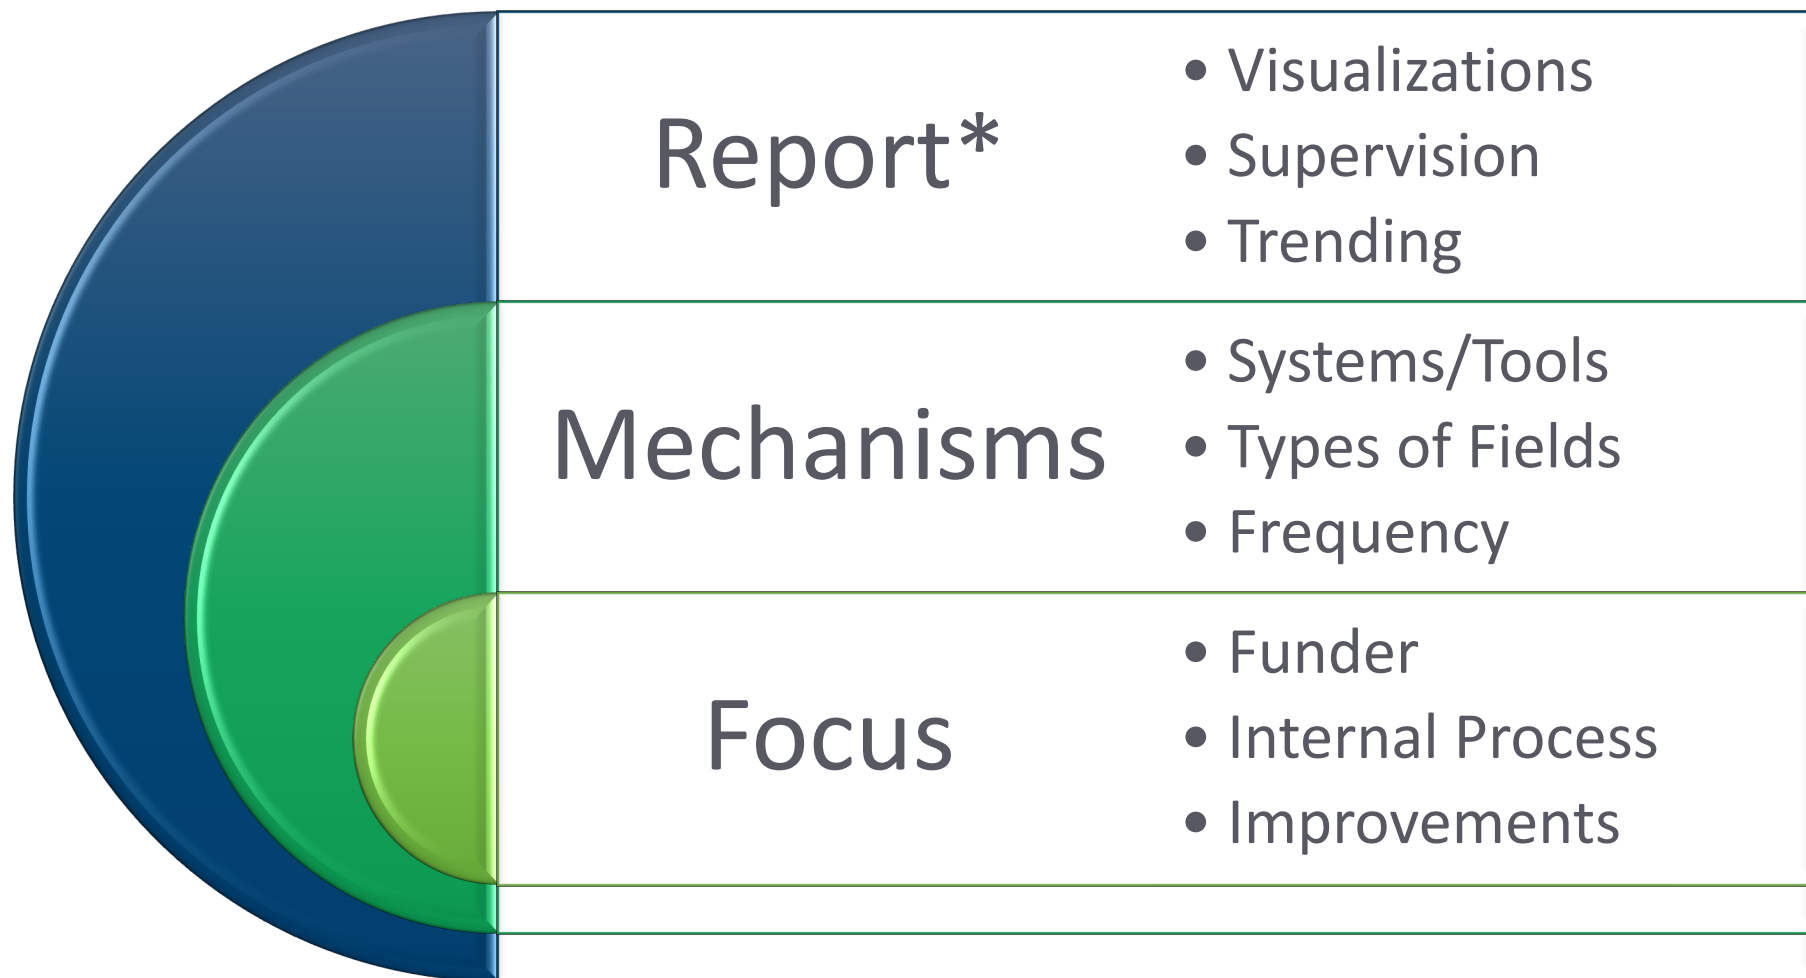 Report*
• Visualizations
• Supervision
• Trending
Mechanisms
• Systems/Tools
• Types of Fields
• Frequency
Focus
• Funder
• Internal Process
• Improvements